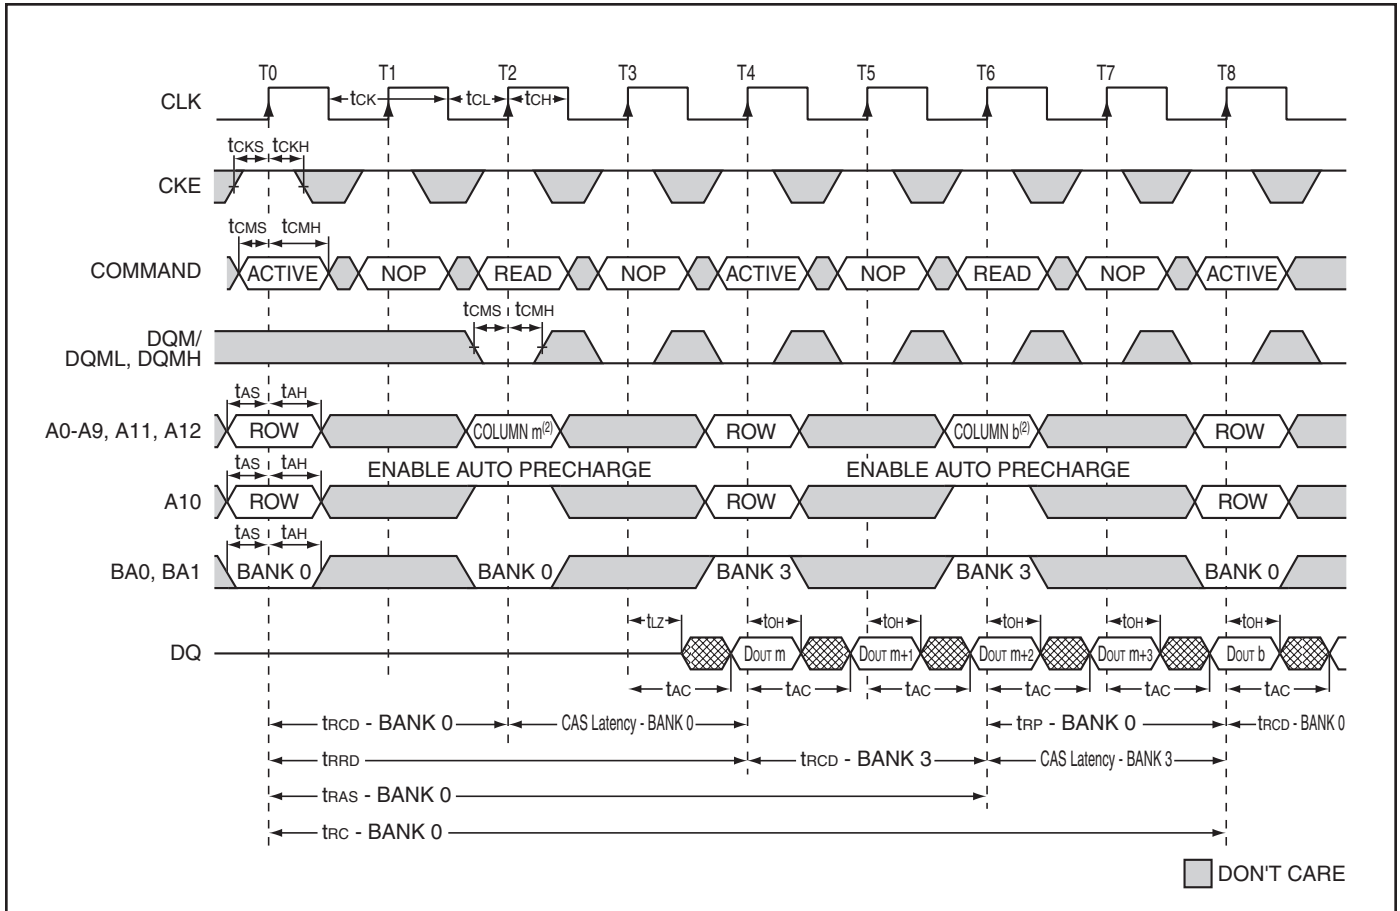 T0 T1 T2 T3 T4 T5 T6 T7 T8
CLK tCK tCL tCH
tCKS tCKH
CKE
tCMS tCMH
COMMAND ACTIVE NOP READ NOP ACTIVE NOP READ NOP ACTIVE
tCMS tCMH
DQM/
DQML, DQMH
tAS tAH
A0-A9, A11, A12 ROW COLUMN m(2) ROW COLUMN b(2) ROW
tAS tAH ENABLE AUTO PRECHARGE ENABLE AUTO PRECHARGE
A10 ROW ROW ROW
tAS tAH
BA0, BA1 BANK 0 BANK 0 BANK 3 BANK 3 BANK 0
tLZ tOH tOH tOH tOH tOH
DQ DOUT m DOUT m+1 DOUT m+2 DOUT m+3 DOUT b
tAC tAC tAC tAC tAC tAC
tRCD - BANK 0 CAS Latency - BANK 0 tRP - BANK 0 tRCD - BANK 0
tRRD tRCD - BANK 3 CAS Latency - BANK 3
tRAS - BANK 0
tRC - BANK 0
DON'T CARE